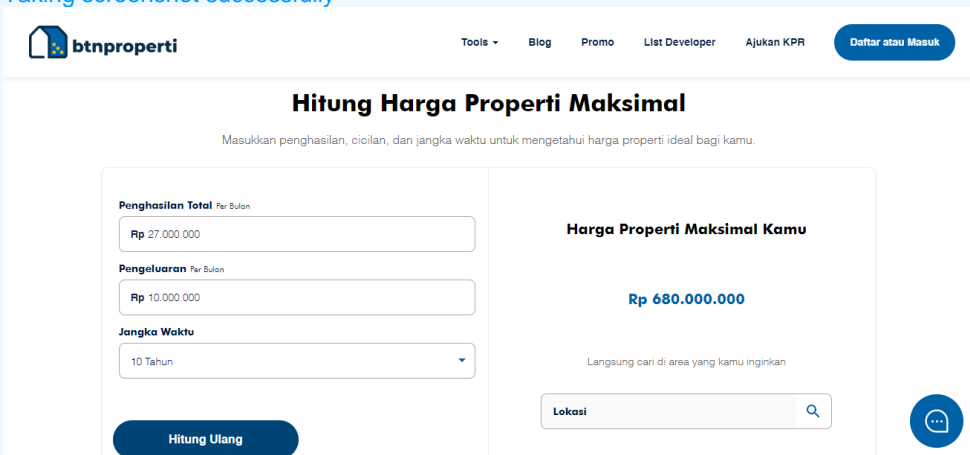 Taking screenshot successfully
btnproperti
Tools Blog Promo List Developer Ajukan KPR Daftar atau Masuk
Hitung Harga Properti Maksimal
Masukkan penghasilan, cicilan, dan jangka waktu untuk mengetahui harga properti ideal bagi kamu.
Penghasilan Total Per Bulan
Rp 27.000.000
Pengeluaran Per Bulan
Rp 10.000.000
Jangka Waktu
10 Tahun
Hitung Ulang
Harga Properti Maksimal Kamu
Rp 680.000.000
Langsung cari di area yang kamu inginkan
Lokasi